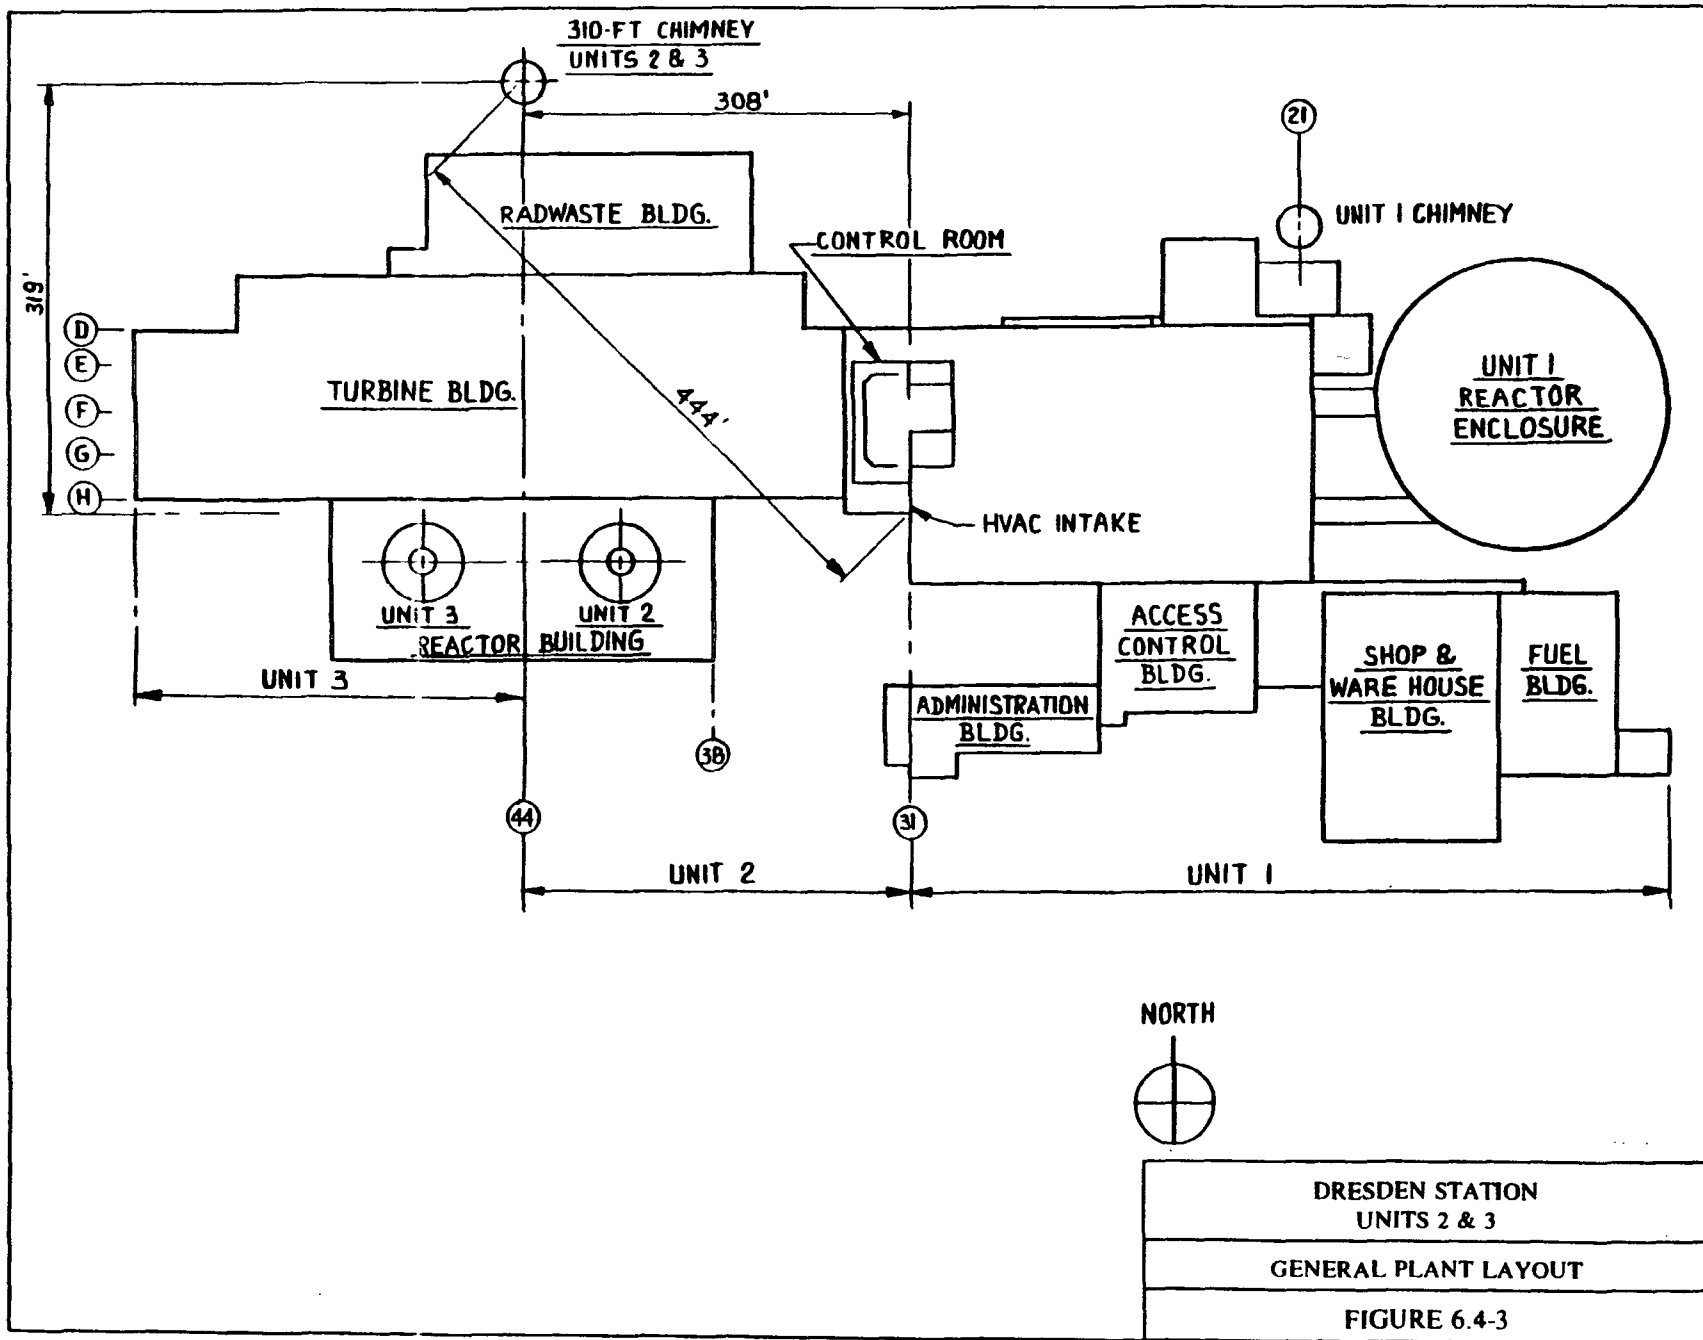 310-FT CHIMNEY
UNITS 2 & 3
308'
21
UNIT 1 CHIMNEY
RADWASTE BLDG.
CONTROL ROOM
319'
D
E
F
G
H
TURBINE BLDG.
444'
UNIT 1
REACTOR
ENCLOSURE
HVAC INTAKE
UNIT 3
UNIT 2
REACTOR BUILDING
ACCESS
CONTROL
BLDG.
SHOP &
WARE HOUSE
BLDG.
FUEL
BLDG.
UNIT 3
ADMINISTRATION
BLDG.
38
44
31
UNIT 2
UNIT 1
NORTH
DRESDEN STATION
UNITS 2 & 3
GENERAL PLANT LAYOUT
FIGURE 6.4-3